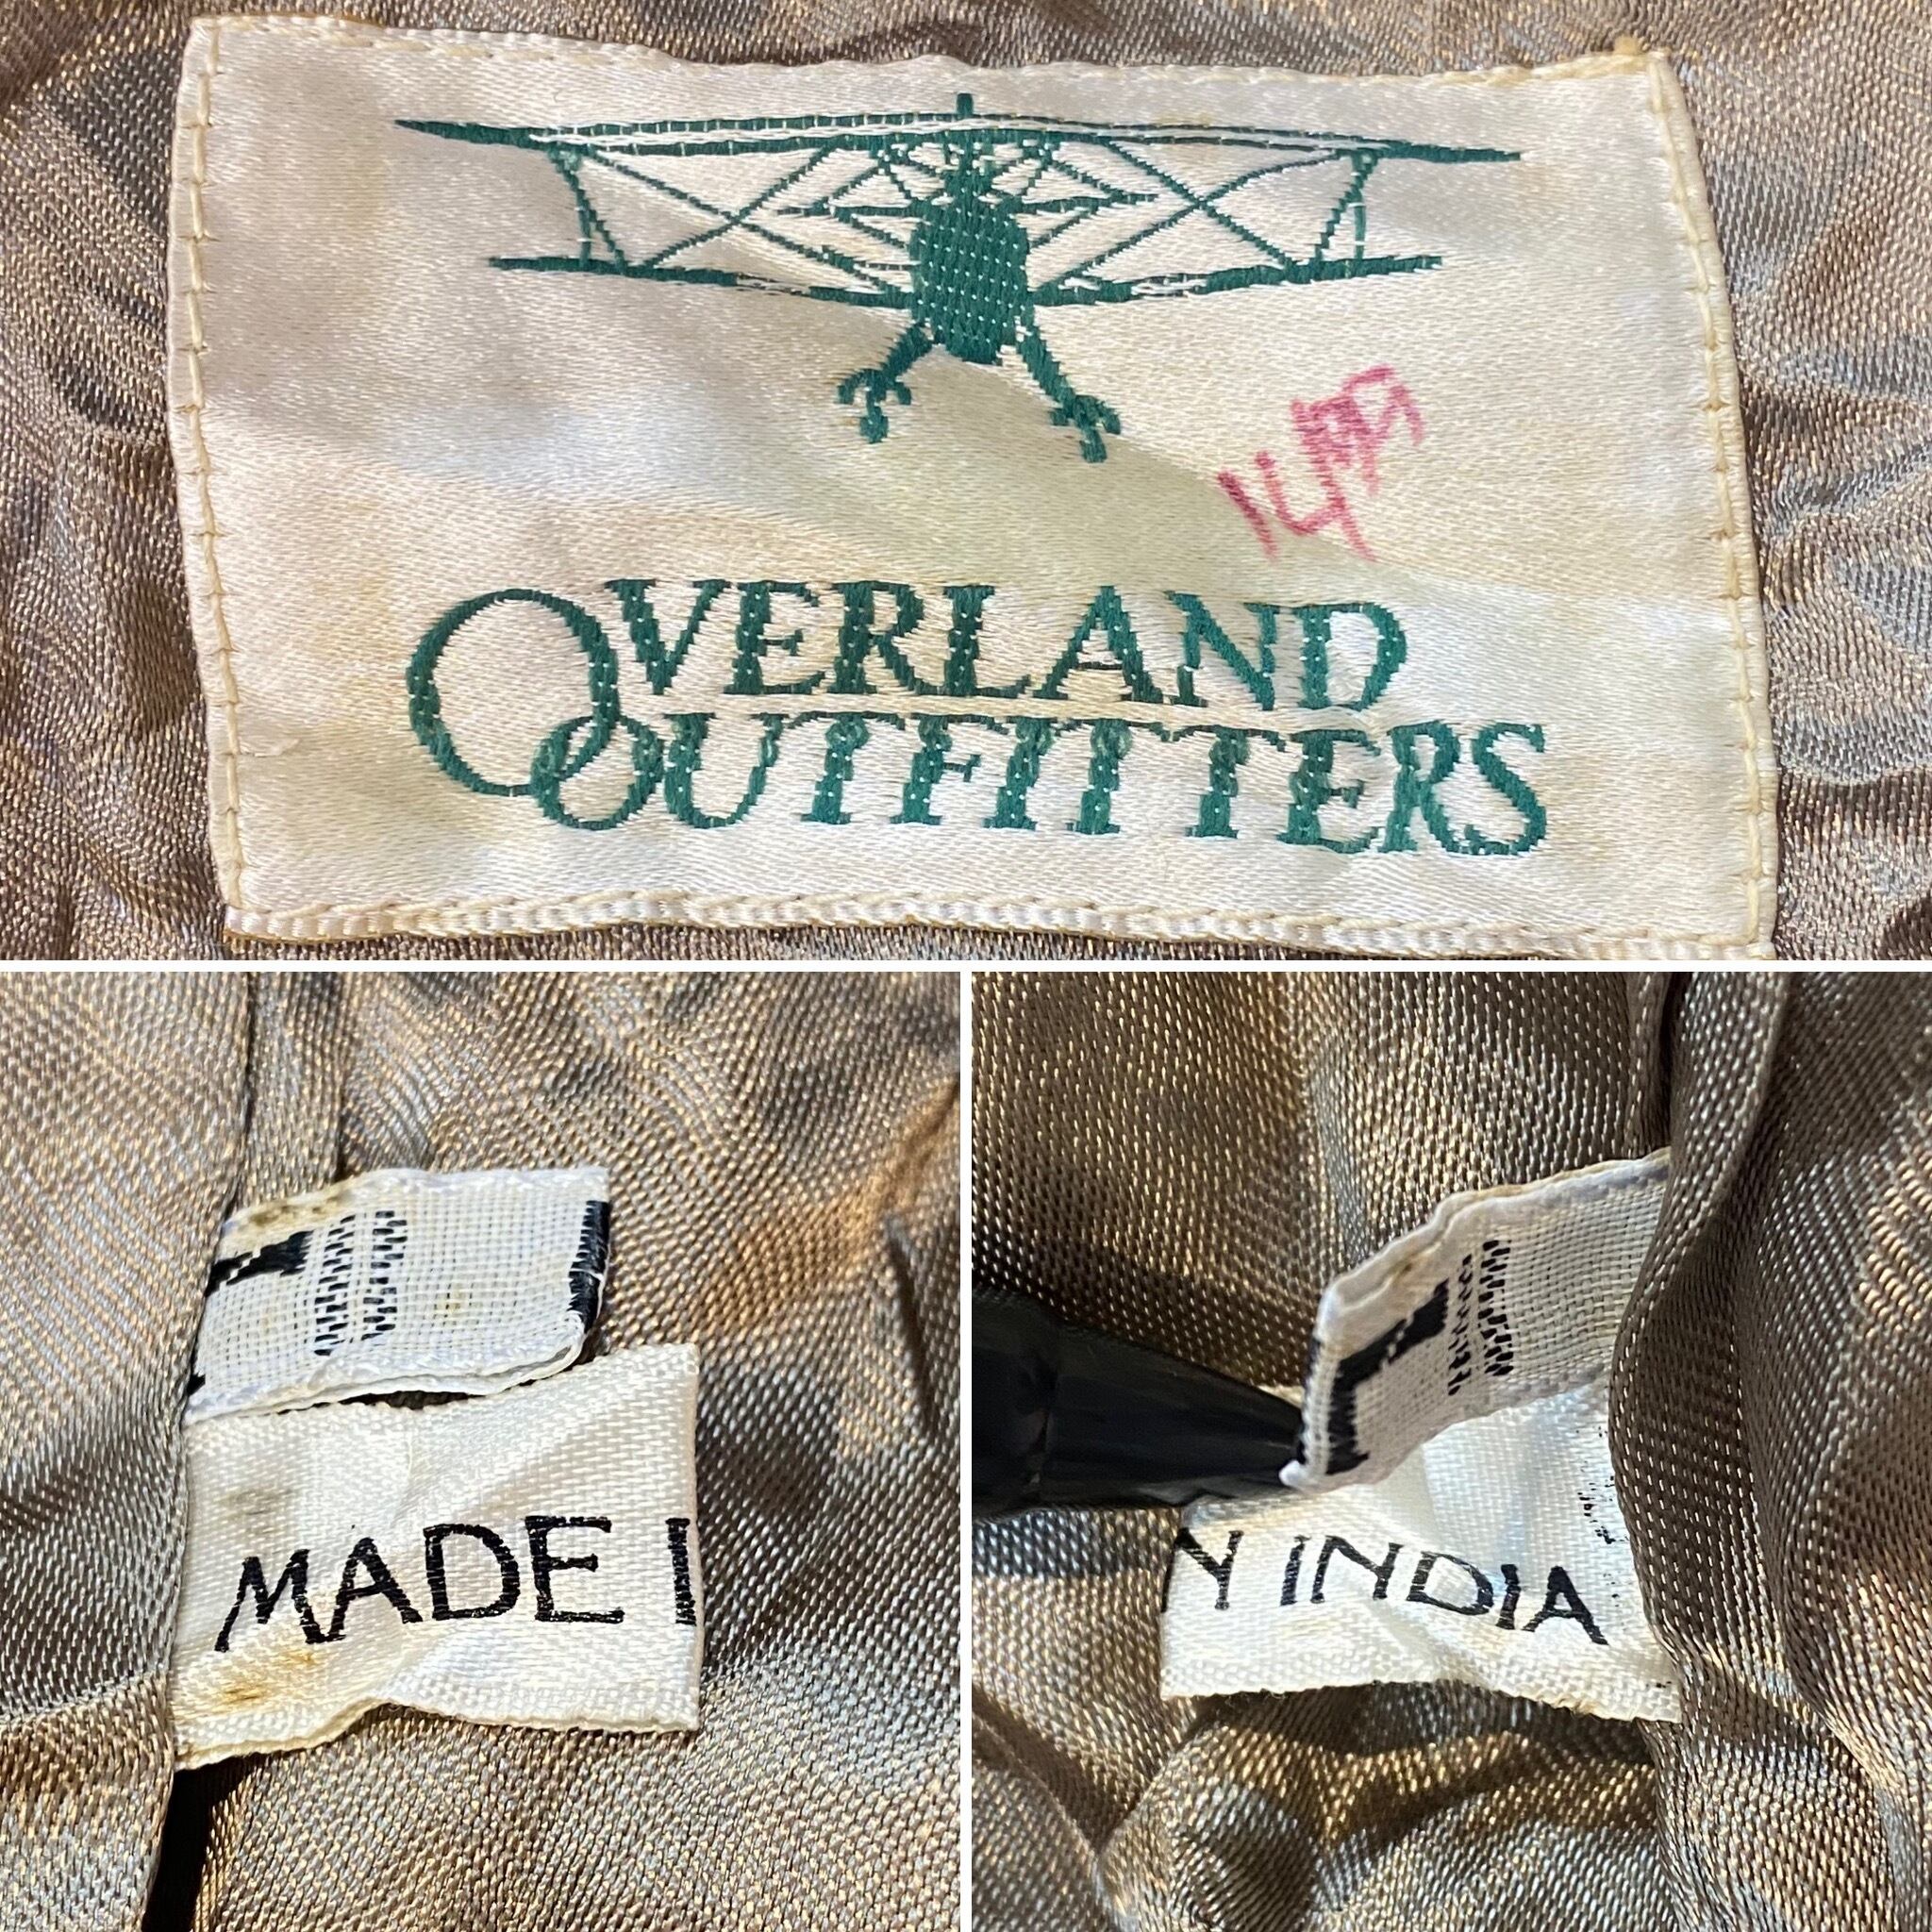 OVERLAND
OUTFITTERS
MADE I
L
Y INDIA